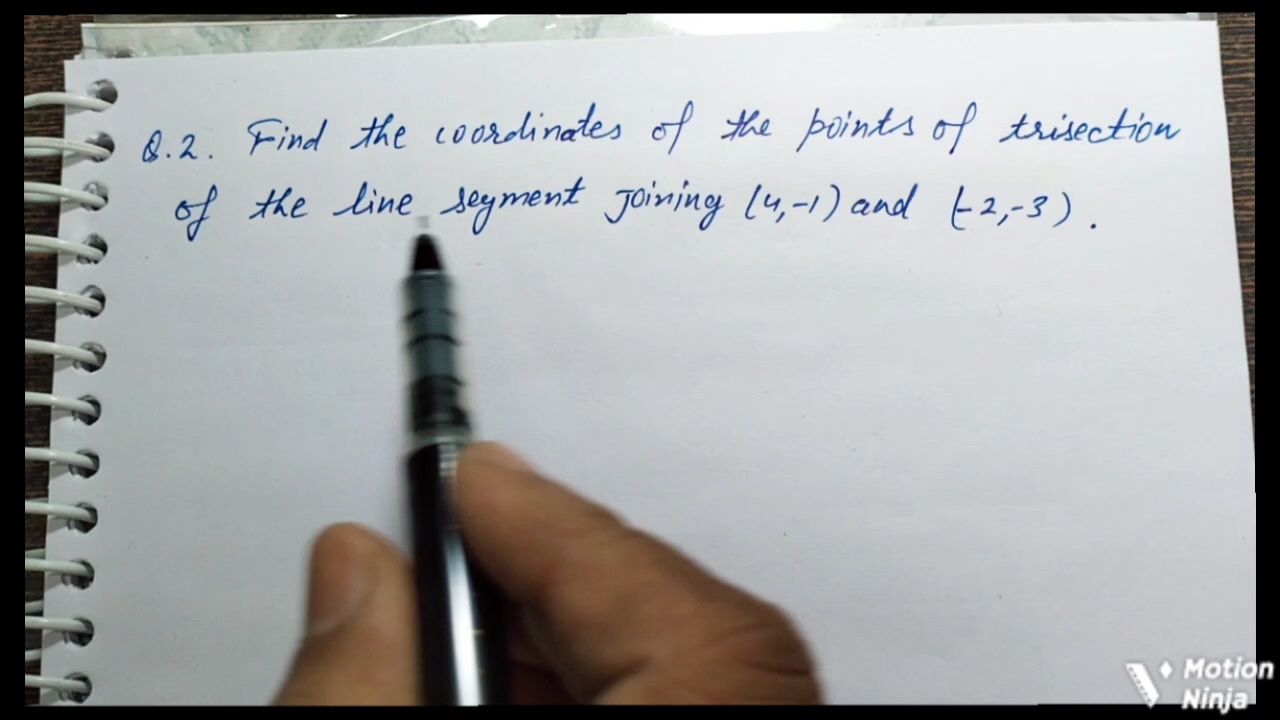 Q.2. Find the coordinates of the points of trisection
of the line segment joining (4,-1) and (-2,-3).
Motion
Ninja